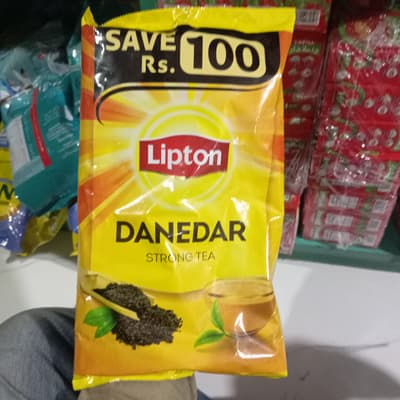 SAVE
Rs. 100
Lipton
DANEDAR
STRONG TEA